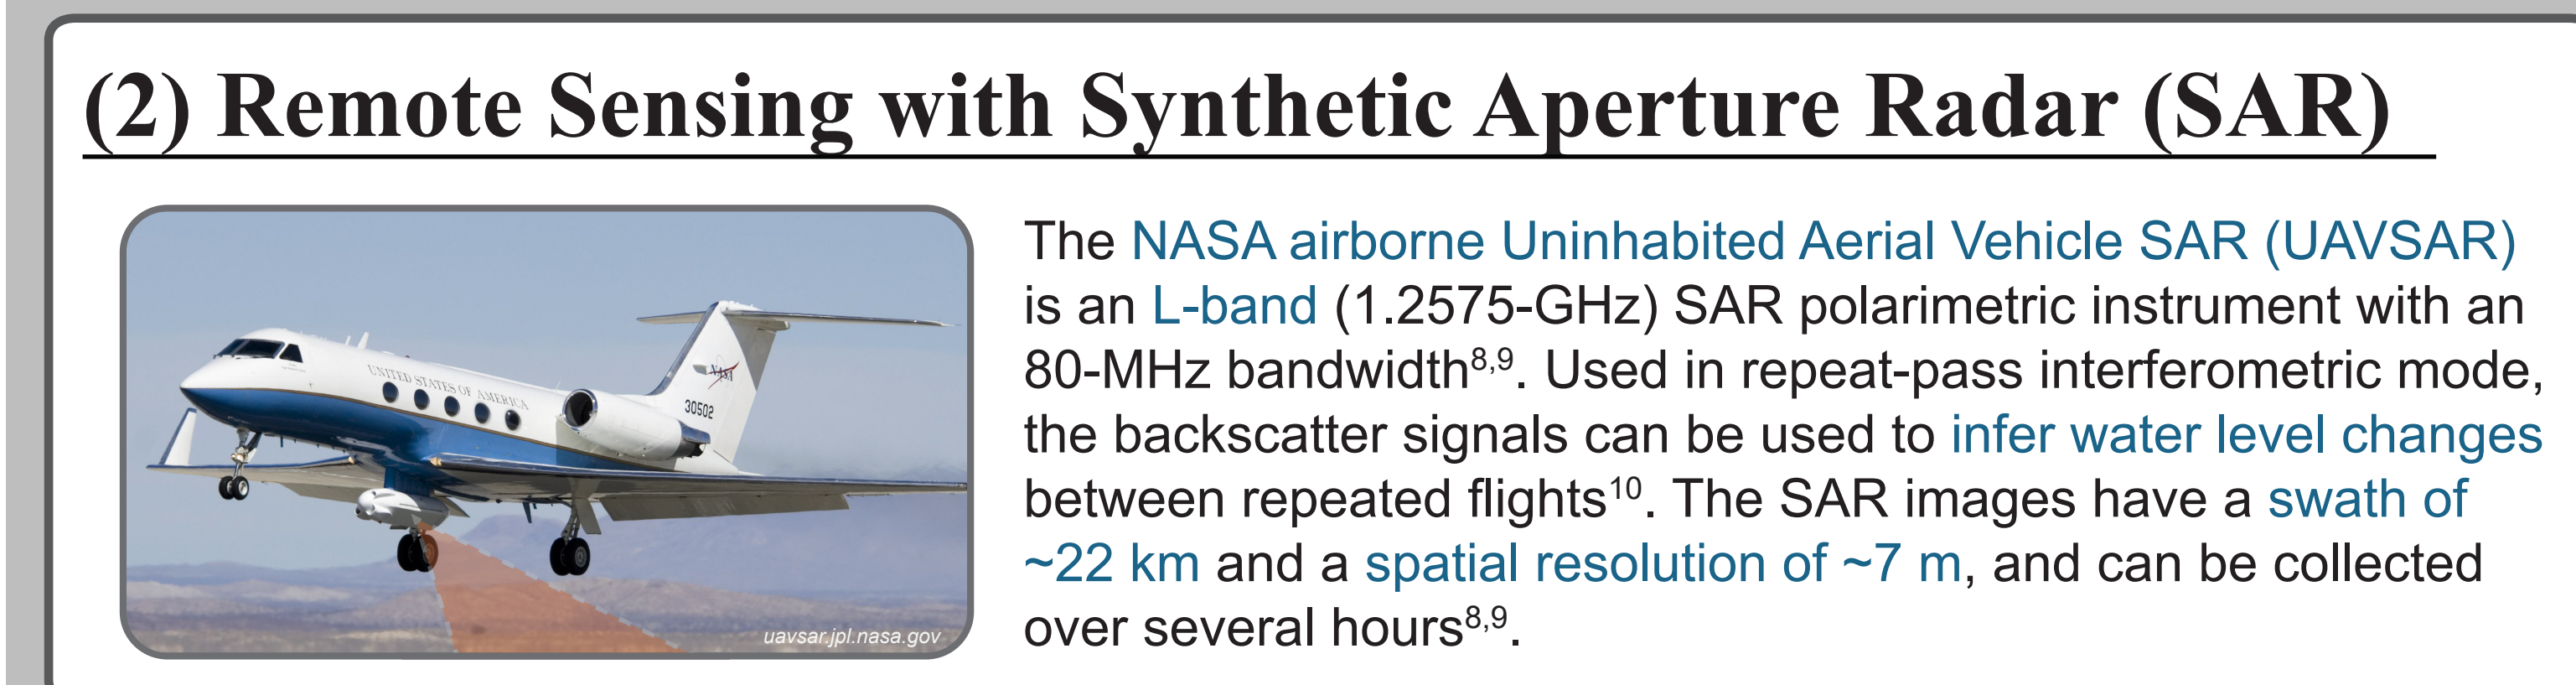 (2) Remote Sensing with Synthetic Aperture Radar (SAR)
UNITED STATES OF AMERICA
NASA
30502
uavsar.jpl.nasa.gov
The NASA airborne Uninhabited Aerial Vehicle SAR (UAVSAR)
is an L-band (1.2575-GHz) SAR polarimetric instrument with an
80-MHz bandwidth⁸,⁹. Used in repeat-pass interferometric mode,
the backscatter signals can be used to infer water level changes
between repeated flights¹⁰. The SAR images have a swath of
~22 km and a spatial resolution of ~7 m, and can be collected
over several hours⁸,⁹.